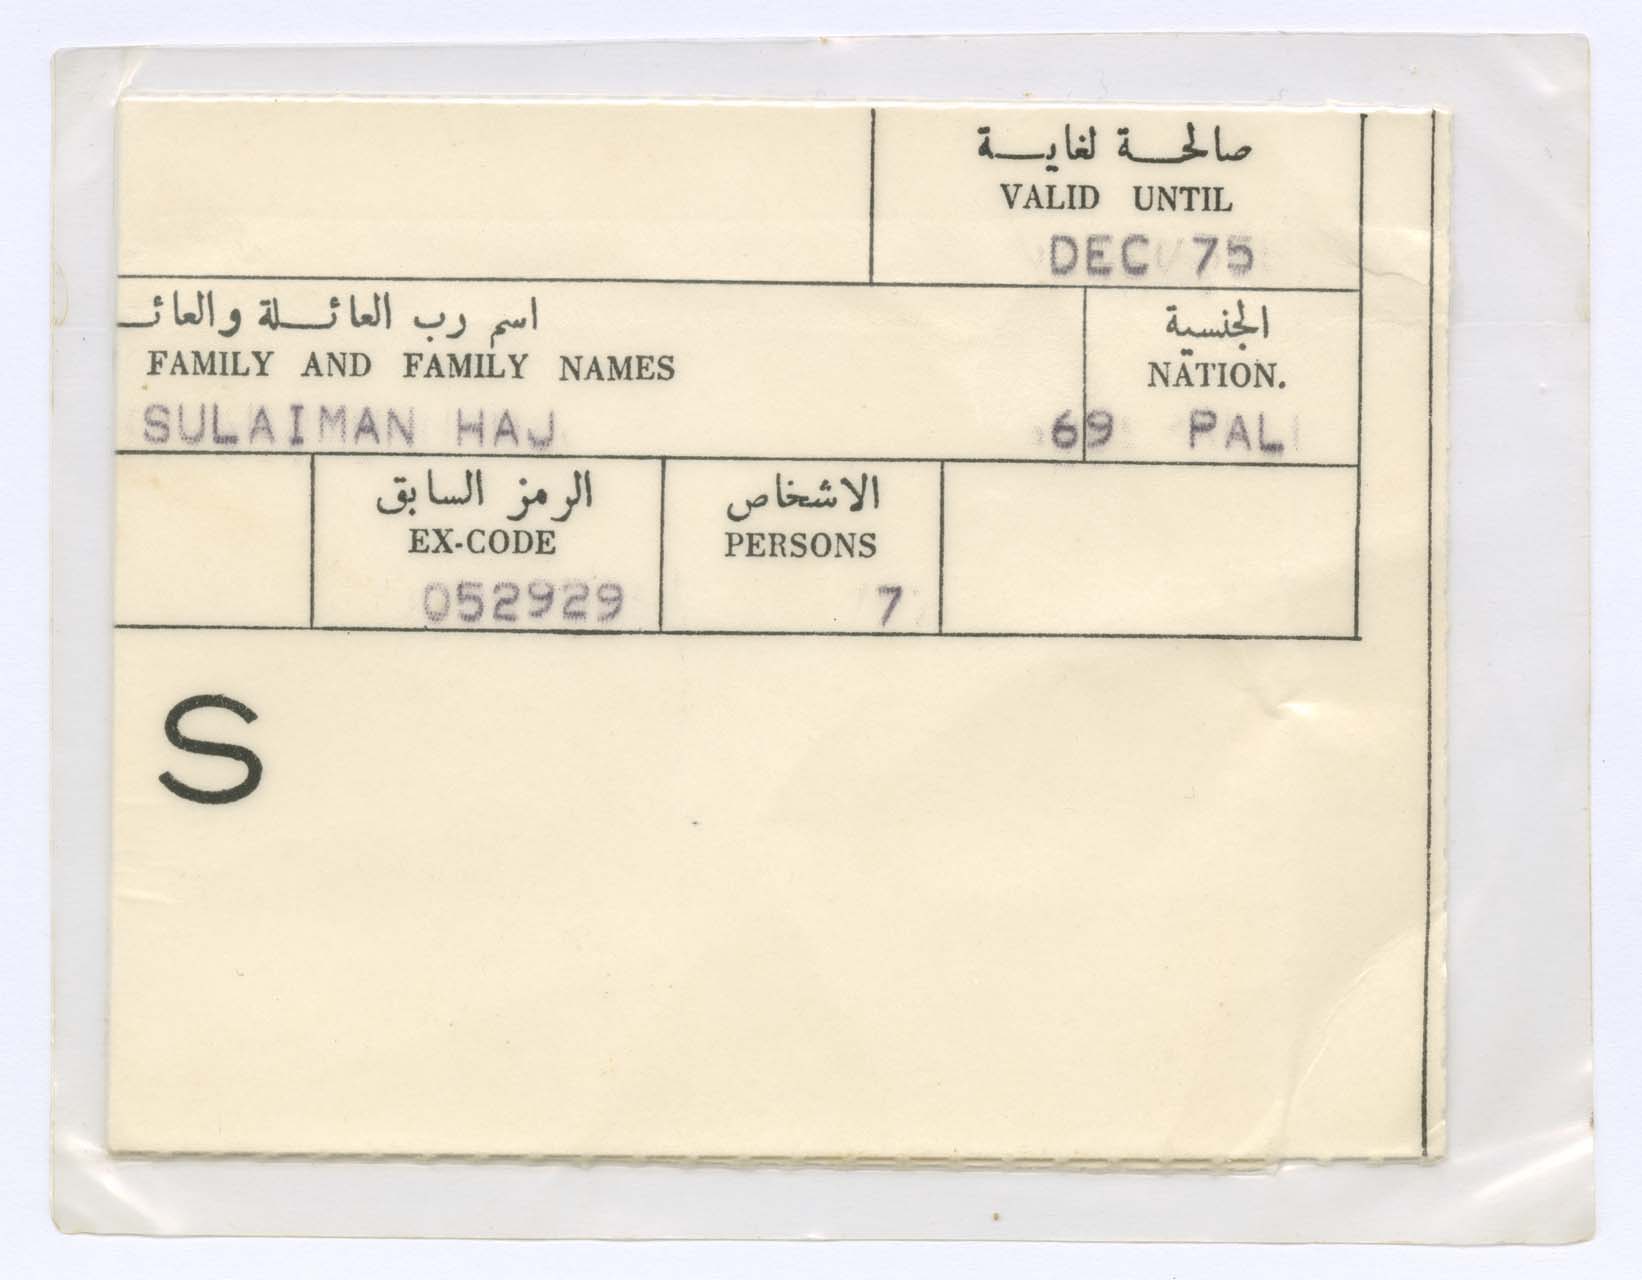 صالحة لغاية
VALID UNTIL
DEC 75
اسم رب العائلة والعائـ
FAMILY AND FAMILY NAMES
SULAIMAN HAJ
69
الجنسية
NATION.
PAL
الرمز السابق
EX-CODE
052929
الاشخاص
PERSONS
7
S